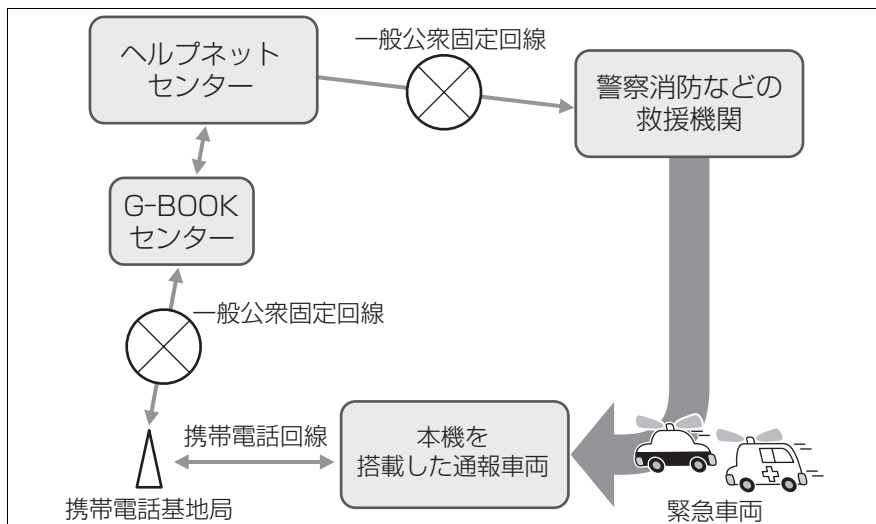 ヘルプネット
センター
一般公衆固定回線
警察消防などの
救援機関
G-BOOK
センター
一般公衆固定回線
携帯電話回線
本機を
搭載した通報車両
携帯電話基地局
緊急車両